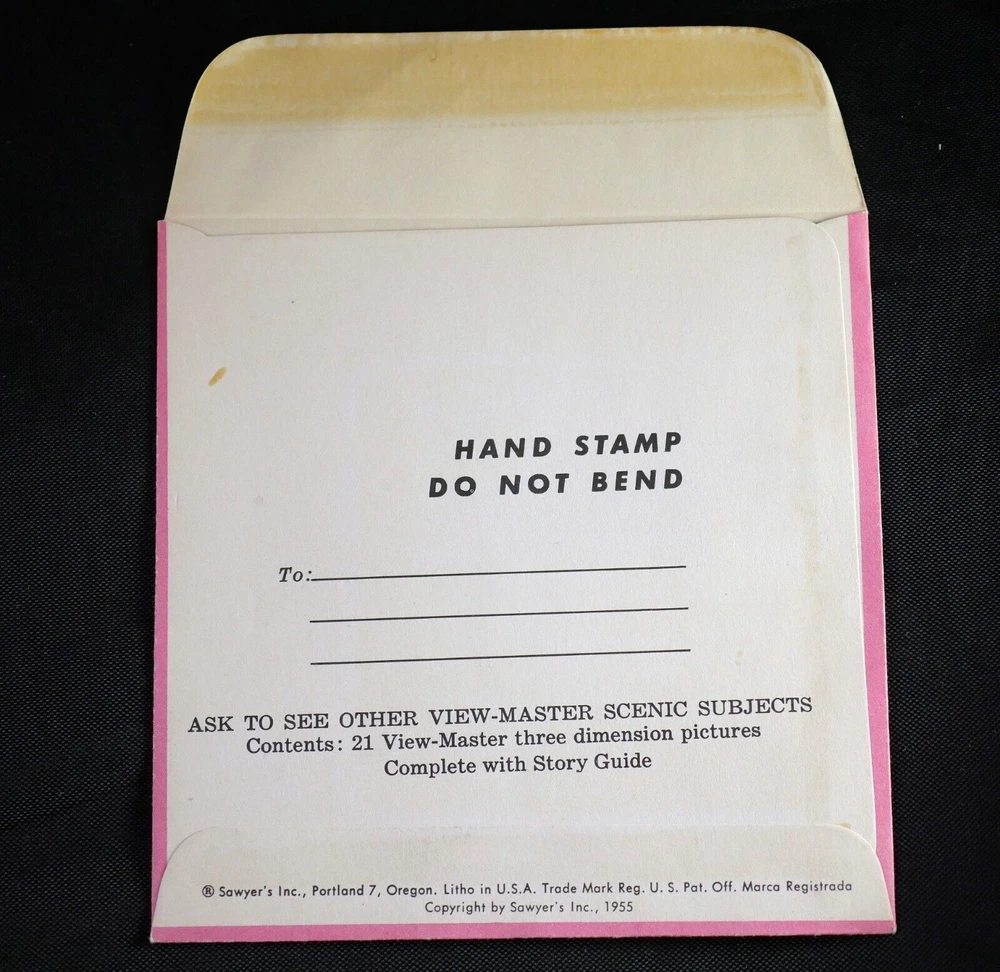 HAND STAMP
DO NOT BEND
To:
ASK TO SEE OTHER VIEW-MASTER SCENIC SUBJECTS
Contents: 21 View-Master three dimension pictures
Complete with Story Guide
® Sawyer's Inc., Portland 7, Oregon. Litho in U.S.A. Trade Mark Reg. U. S. Pat. Off. Marca Registrada
Copyright by Sawyer's Inc., 1955